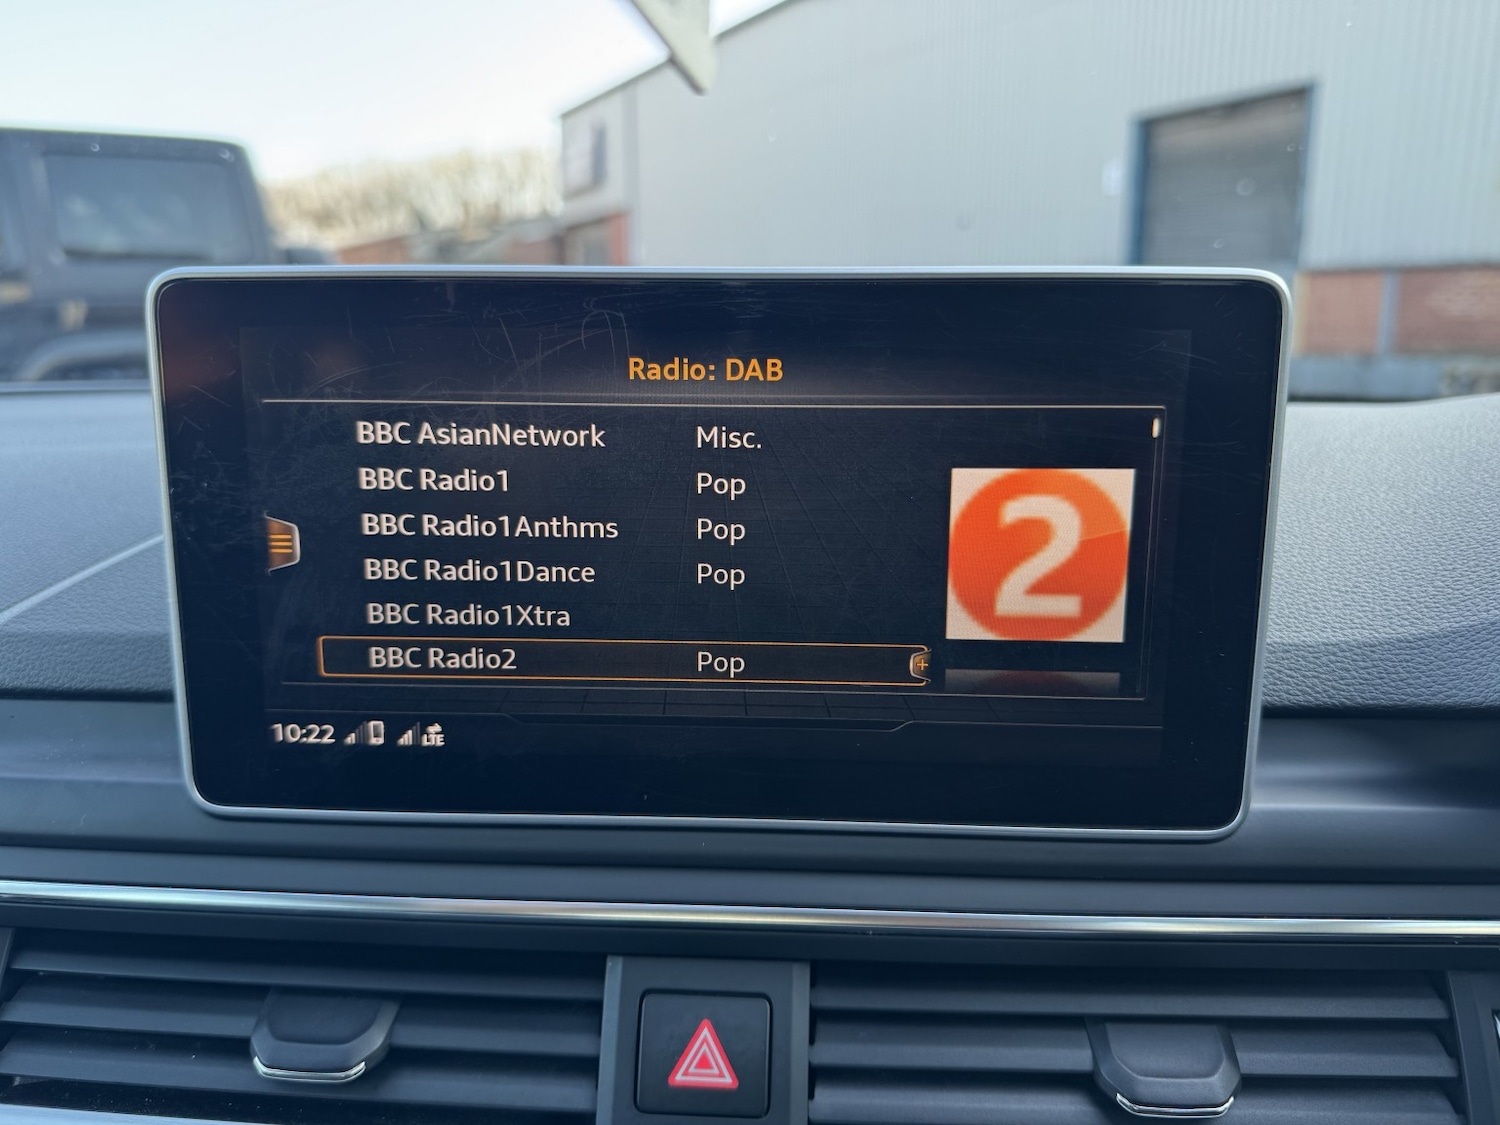 Radio: DAB
BBC AsianNetwork Misc.
BBC Radio1 Pop
BBC Radio1Anthms Pop
BBC Radio1Dance Pop
BBC Radio1Xtra
BBC Radio2 Pop
2
10:22 LTE